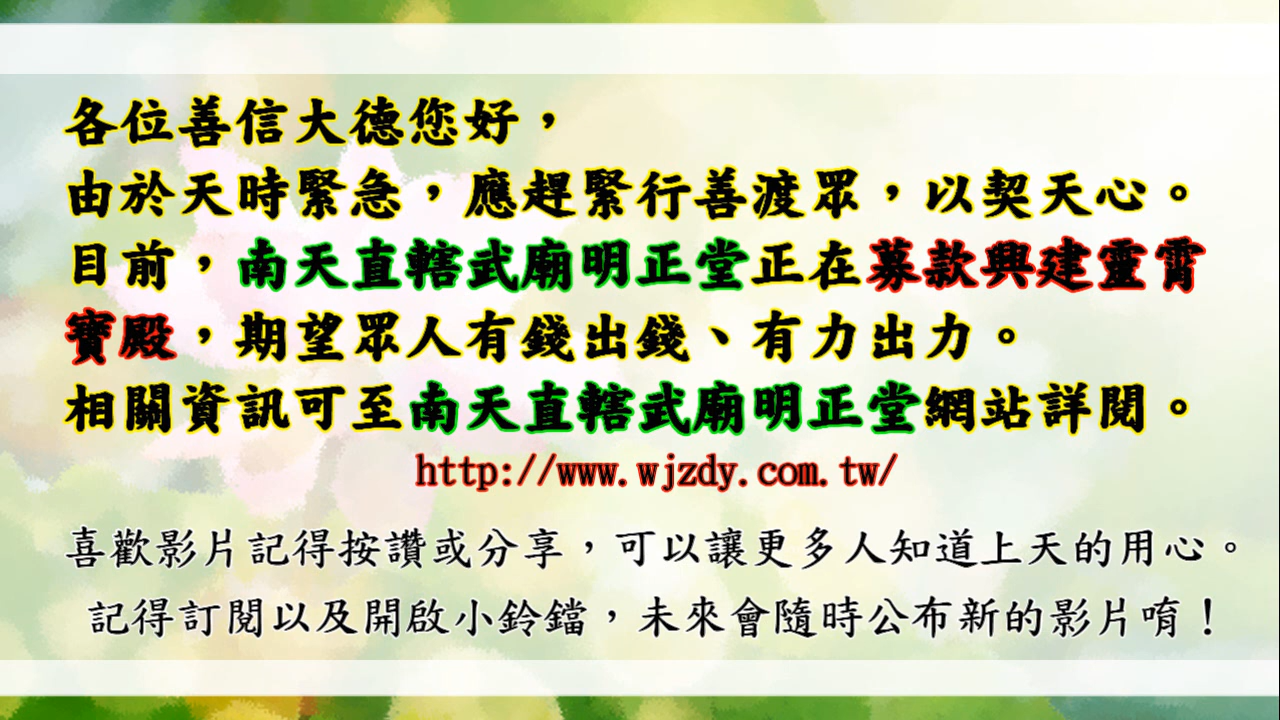 各位善信大德您好，
由於天時緊急，應趕緊行善渡眾，以契天心。
目前，南天直轄武廟明正堂正在募款興建靈霄
寶殿，期望眾人有錢出錢、有力出力。
相關資訊可至南天直轄武廟明正堂網站詳閱。
http://www.wjzdy.com.tw/
喜歡影片記得按讚或分享，可以讓更多人知道上天的用心。
記得訂閱以及開啟小鈴鐺，未來會隨時公布新的影片唷！